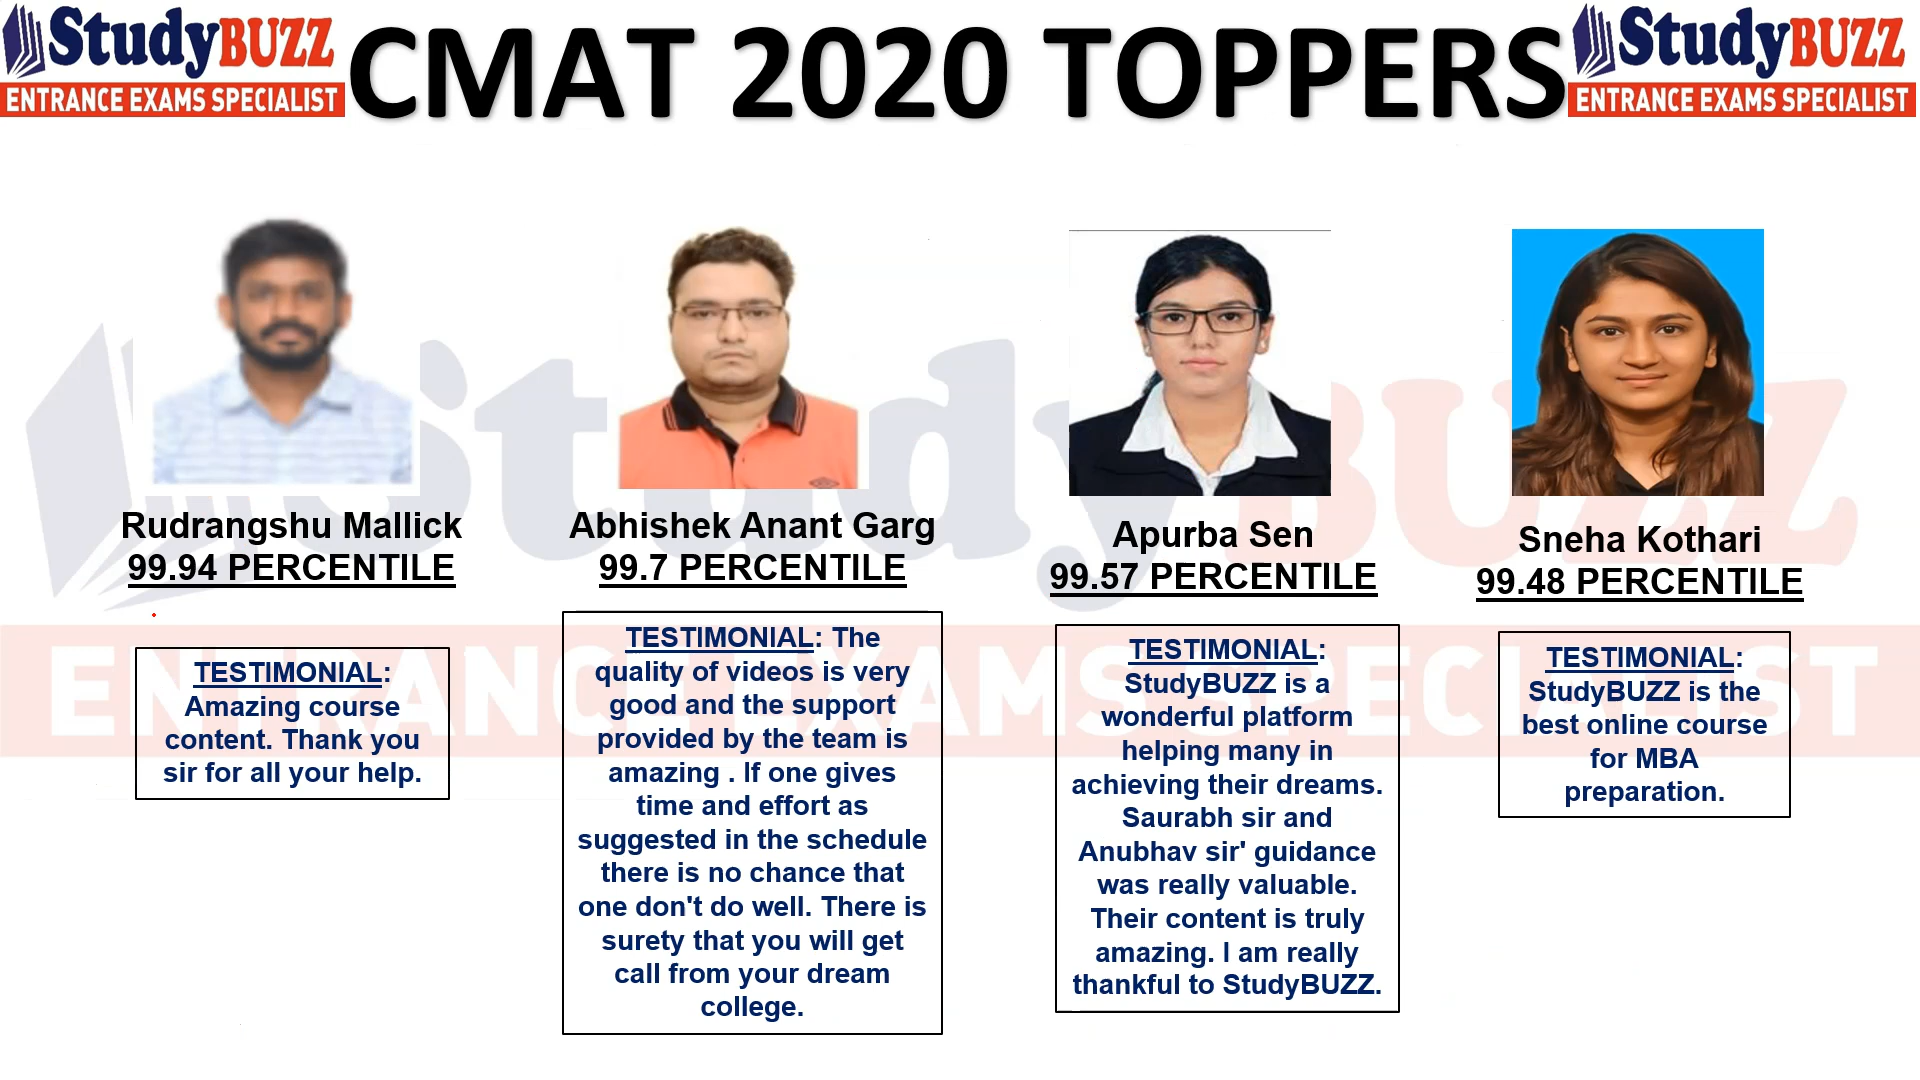 StudyBUZZ
ENTRANCE EXAMS SPECIALIST
CMAT 2020 TOPPERS
StudyBUZZ
ENTRANCE EXAMS SPECIALIST
Rudrangshu Mallick
99.94 PERCENTILE
TESTIMONIAL:
Amazing course
content. Thank you
sir for all your help.
Abhishek Anant Garg
99.7 PERCENTILE
TESTIMONIAL: The
quality of videos is very
good and the support
provided by the team is
amazing . If one gives
time and effort as
suggested in the schedule
there is no chance that
one don't do well. There is
surety that you will get
call from your dream
college.
Apurba Sen
99.57 PERCENTILE
TESTIMONIAL:
StudyBUZZ is a
wonderful platform
helping many in
achieving their dreams.
Saurabh sir and
Anubhav sir' guidance
was really valuable.
Their content is truly
amazing. I am really
thankful to StudyBUZZ.
Sneha Kothari
99.48 PERCENTILE
TESTIMONIAL:
StudyBUZZ is the
best online course
for MBA
preparation.
StudyBUZZ
ENTRANCE EXAMS SPECIALIST